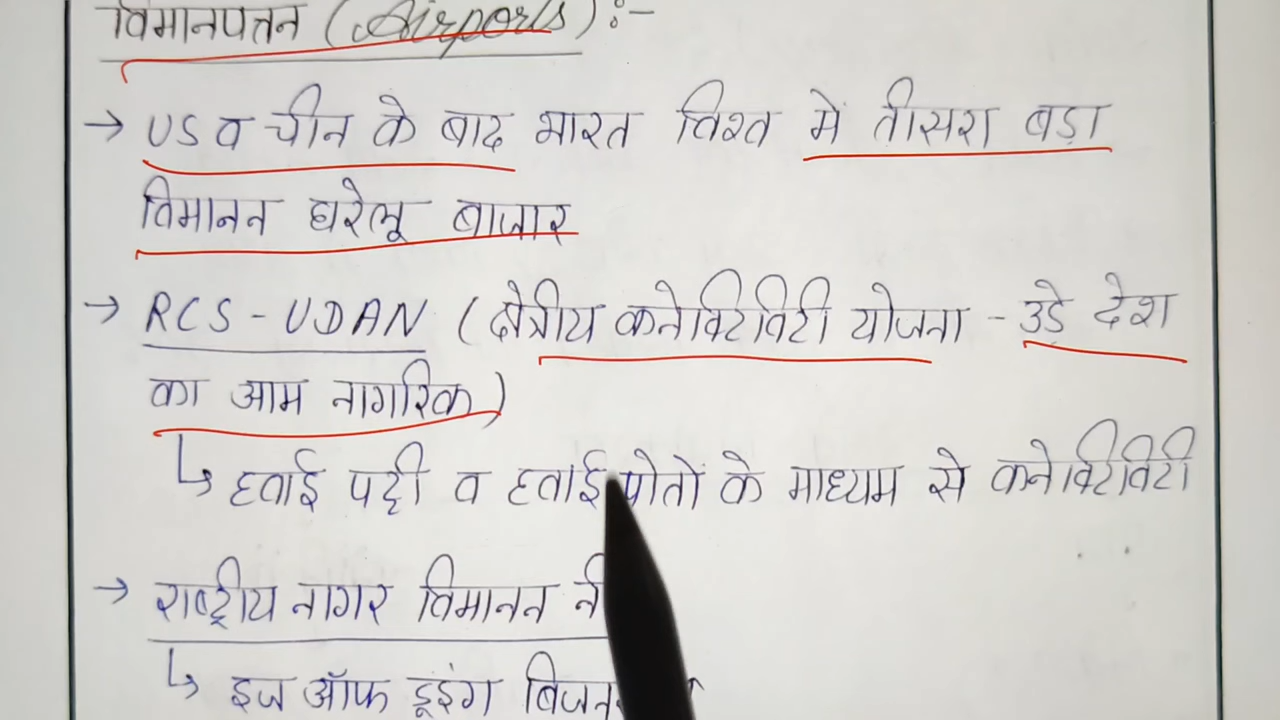 विमानपत्तन (Airports):-
→ US व चीन के बाद भारत विश्व मे तीसरा बड़ा
विमानन घरेलू बाजार
→ RCS - UDAN (क्षेत्रीय कनेक्टिविटी योजना - उड़े देश
का आम नागरिक)
↳ हवाई पट्टी व हवाई पोतों के माध्यम से कनेक्टिविटी
→ राष्ट्रीय नागर विमानन
↳ इज ऑफ डूइंग